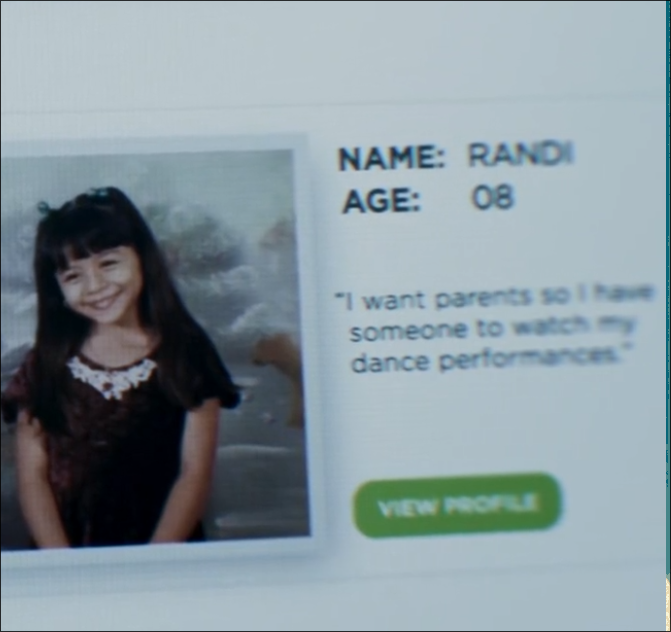 NAME: RANDI
AGE: 08
"I want parents so I have
someone to watch my
dance performances."
VIEW PROFILE